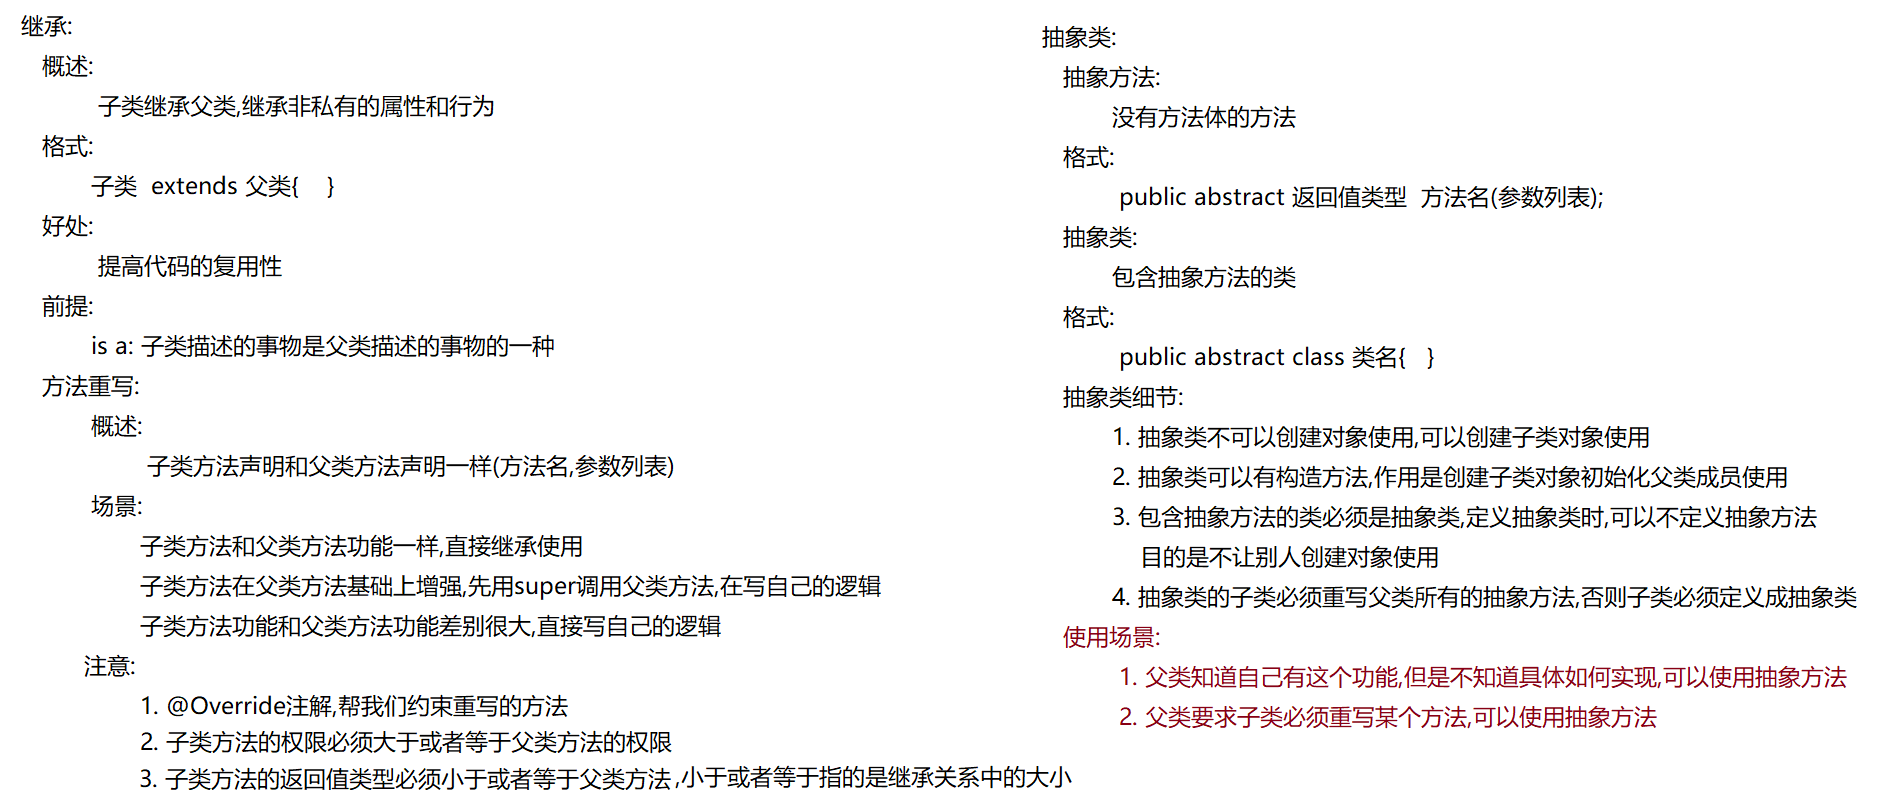 继承:
概述:
子类继承父类,继承非私有的属性和行为
格式:
子类 extends 父类{ }
好处:
提高代码的复用性
前提:
is a: 子类描述的事物是父类描述的事物的一种
方法重写:
概述:
子类方法声明和父类方法声明一样(方法名,参数列表)
场景:
子类方法和父类方法功能一样,直接继承使用
子类方法在父类方法基础上增强,先用super调用父类方法,在写自己的逻辑
子类方法功能和父类方法功能差别很大,直接写自己的逻辑
注意:
1. @Override注解,帮我们约束重写的方法
2. 子类方法的权限必须大于或者等于父类方法的权限
3. 子类方法的返回值类型必须小于或者等于父类方法,小于或者等于指的是继承关系中的大小
抽象类:
抽象方法:
没有方法体的方法
格式:
public abstract 返回值类型 方法名(参数列表);
抽象类:
包含抽象方法的类
格式:
public abstract class 类名{ }
抽象类细节:
1. 抽象类不可以创建对象使用,可以创建子类对象使用
2. 抽象类可以有构造方法,作用是创建子类对象初始化父类成员使用
3. 包含抽象方法的类必须是抽象类,定义抽象类时,可以不定义抽象方法
目的是不让别人创建对象使用
4. 抽象类的子类必须重写父类所有的抽象方法,否则子类必须定义成抽象类
使用场景:
1. 父类知道自己有这个功能,但是不知道具体如何实现,可以使用抽象方法
2. 父类要求子类必须重写某个方法,可以使用抽象方法